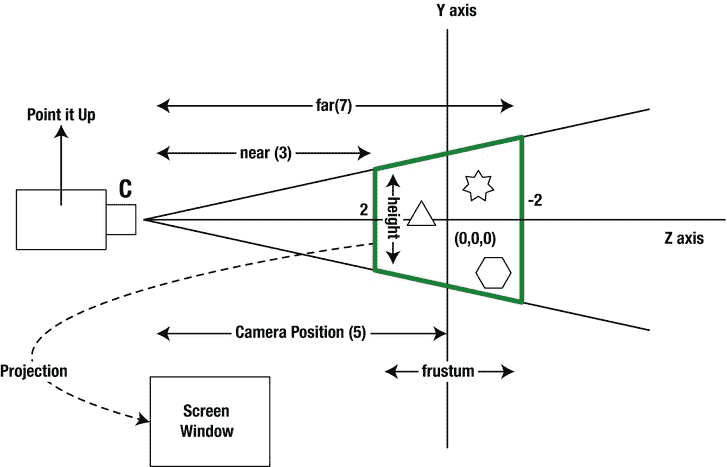 Y axis
far(7)
Point it Up
near (3)
C
height
2
-2
(0,0,0)
Z axis
Camera Position (5)
Projection
frustum
Screen
Window